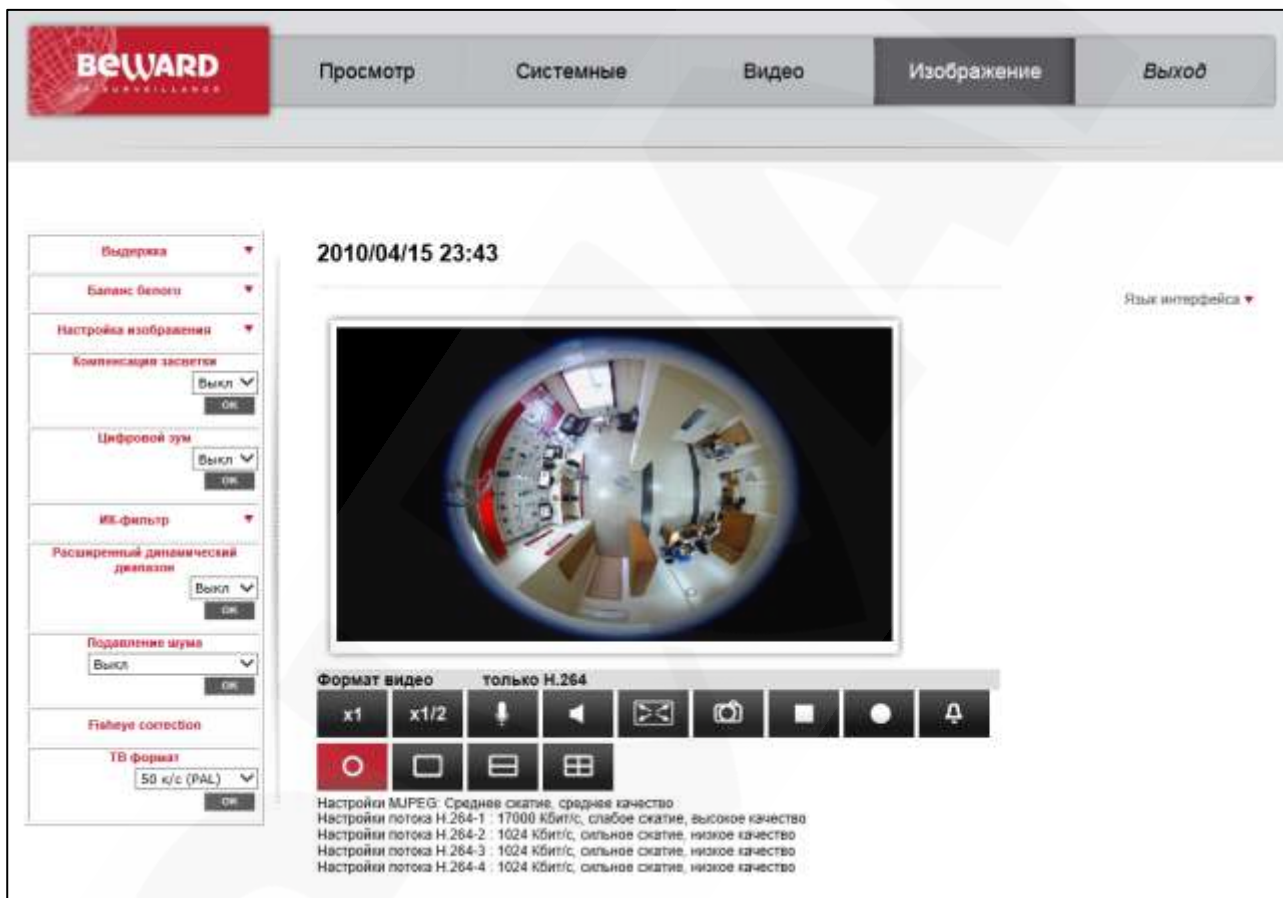 BEWARD
IP SURVEILLANCE
Просмотр
Системные
Видео
Изображение
Выход
2010/04/15 23:43
Язык интерфейса
Выдержка
Баланс белого
Настройка изображения
Компенсация засветки
Выкл
OK
Цифровой зум
Выкл
OK
ИК-фильтр
Расширенный динамический
диапазон
Выкл
OK
Подавление шума
Выкл
OK
Fisheye correction
ТВ формат
50 к/с (PAL)
OK
Формат видео только H.264
x1
x1/2
Настройки MJPEG: Среднее сжатие, среднее качество
Настройки потока H.264-1 : 17000 Кбит/с, слабое сжатие, высокое качество
Настройки потока H.264-2 : 1024 Кбит/с, сильное сжатие, низкое качество
Настройки потока H.264-3 : 1024 Кбит/с, сильное сжатие, низкое качество
Настройки потока H.264-4 : 1024 Кбит/с, сильное сжатие, низкое качество